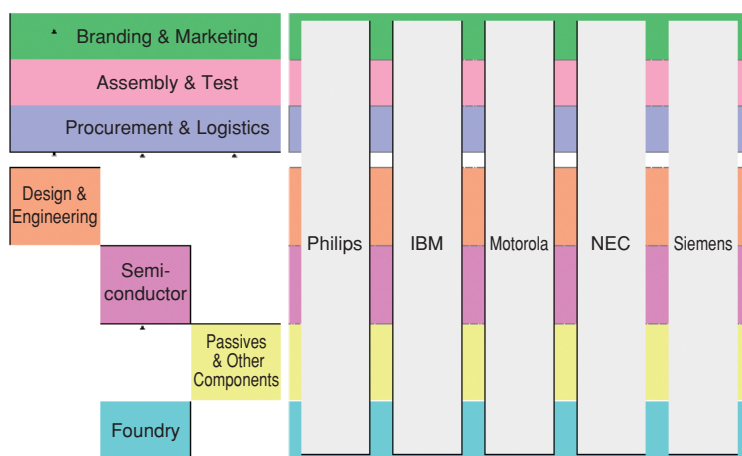 Branding & Marketing
Assembly & Test
Procurement & Logistics
Design &
Engineering
Semi-
conductor
Passives
& Other
Components
Foundry
Philips
IBM
Motorola
NEC
Siemens